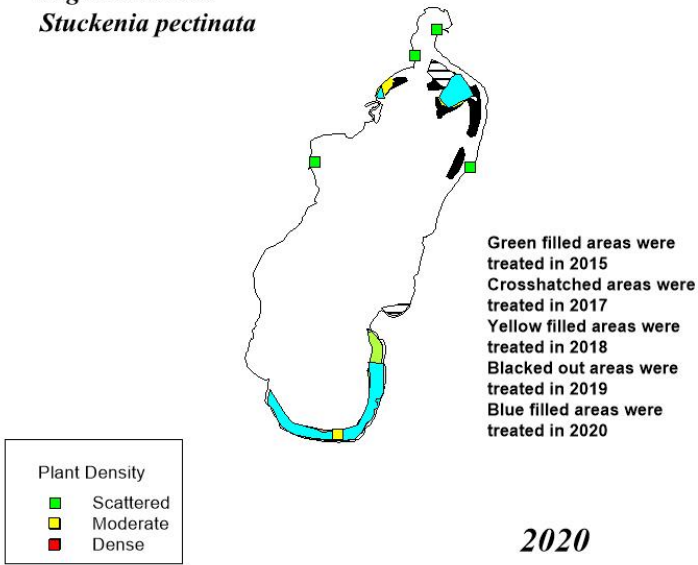 Stuckenia pectinata
Green filled areas were
treated in 2015
Crosshatched areas were
treated in 2017
Yellow filled areas were
treated in 2018
Blacked out areas were
treated in 2019
Blue filled areas were
treated in 2020
Plant Density
Scattered
Moderate
Dense
2020